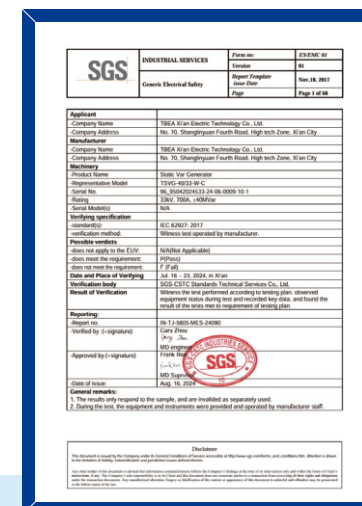 SGS
INDUSTRIAL SERVICES
Generic Electrical Safety
Form no: ES/EMC 01
Version 01
Report Template Issue Date Nov.10, 2017
Page Page 1 of 68
Applicant
-Company Name TBEA Xi'an Electric Technology Co., Ltd.
-Company Address No. 70, Shanglinyuan Fourth Road, High tech Zone, Xi'an City
Manufacturer
-Company Name TBEA Xi'an Electric Technology Co., Ltd.
-Company Address No. 70, Shanglinyuan Fourth Road, High tech Zone, Xi'an City
Machinery
-Product Name Static Var Generator
-Representative Model TSVG-40/33-W-C
-Serial No.
-Rating 33kV, 700A, ±40MVar
-Serial Model(s) N/A
Verifying specification
-standard(s): IEC 62927: 2017
-verification method: Witness test operated by manufacturer.
Possible verdicts
-does not apply to the EUV: N/A(Not Applicable)
-does meet the requirement: P(Pass)
-does not meet the requirement: F (Fail)
Date and Place of Verifying Jul. 16 – 23, 2024, in Xi'an
Verification body SGS-CSTC Standards Technical Services Co., Ltd.
Result of Verification Witness the test performed according to testing plan, observed
equipment status during test and recorded key data, and found the
result of the tests met to requirement of testing plan.
Reporting:
-Report no: IN-TJ-5805-MES-24090
-Verified by :(+signature) Gary Zhou
MD engineer
-Approved by:(+signature) Frank
MD
SGS
-Date of issue: Aug. 16, 2024
General remarks:
1. The results only respond to the sample, and are invalided as separately used.
2. During the test, the equipment and instruments were provided and operated by manufacturer staff.
Disclaimer